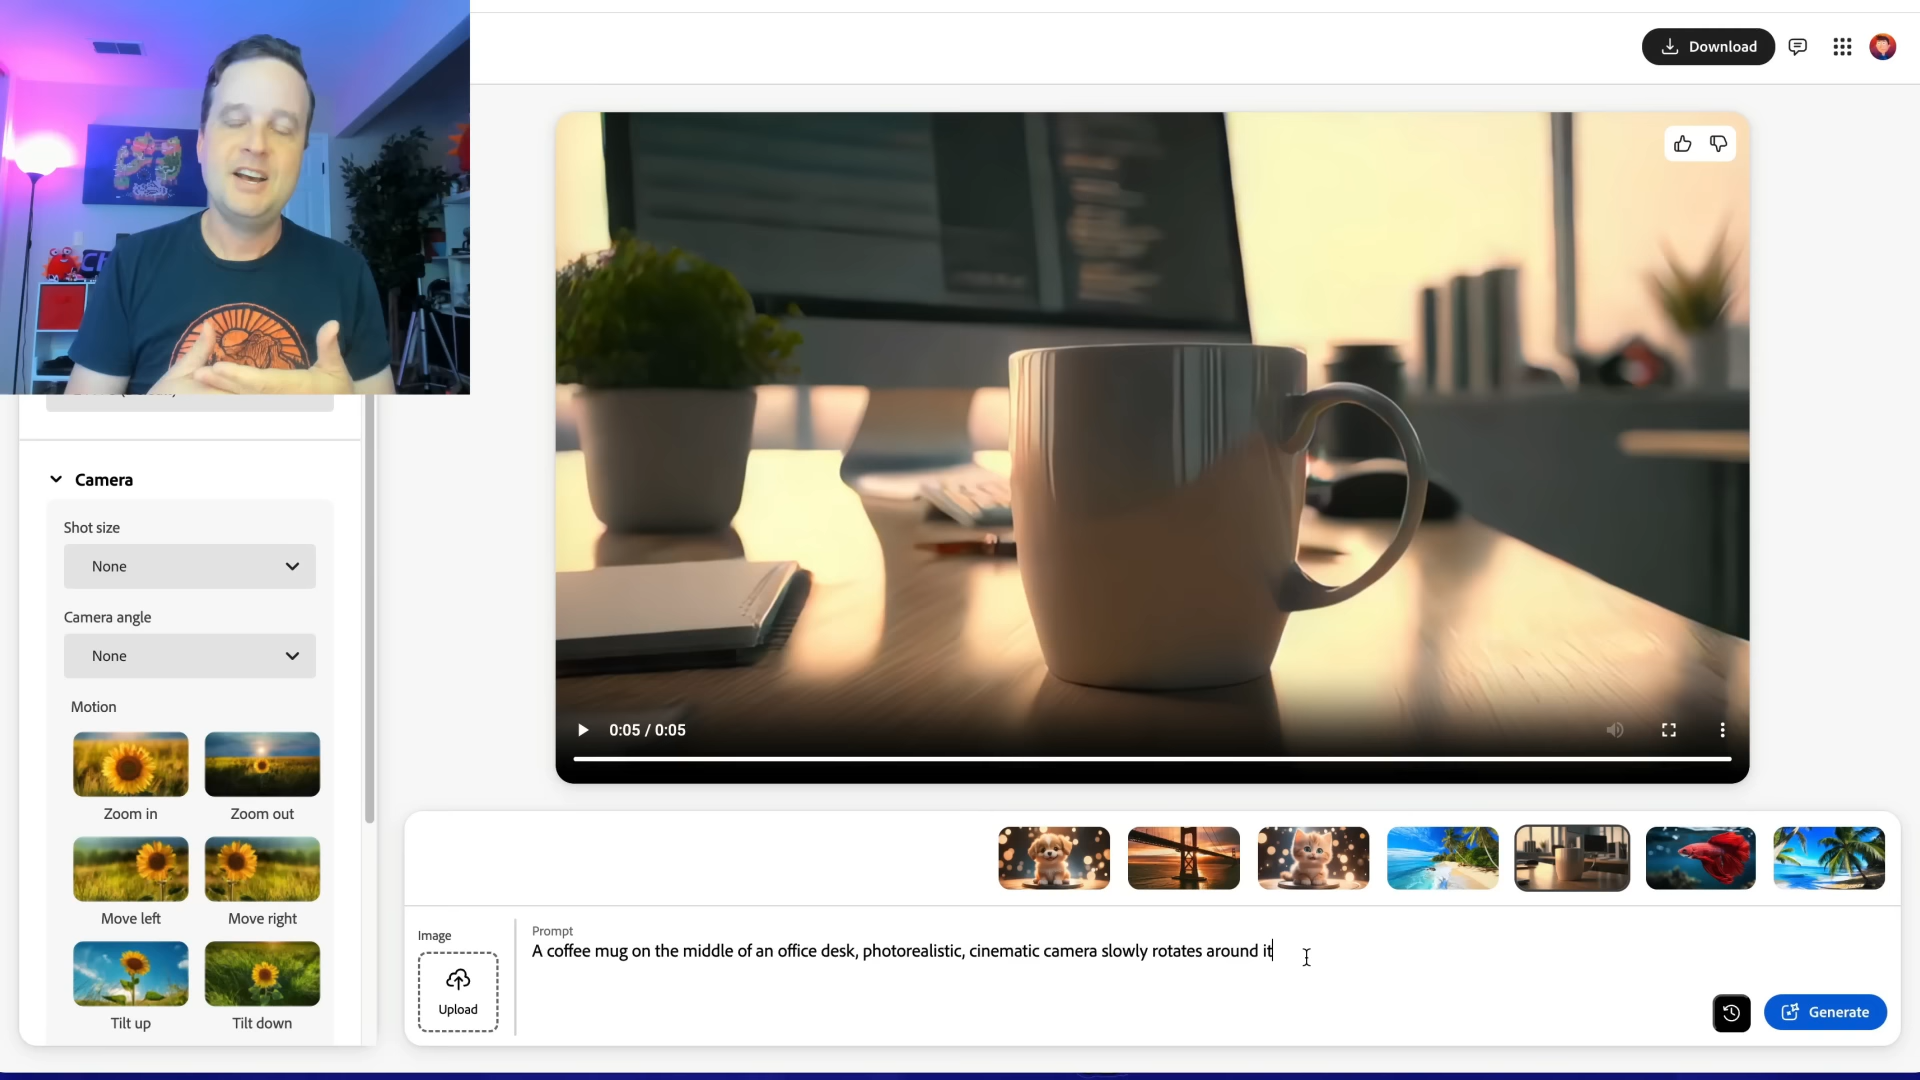 Download
CH
Camera
Shot size
None
Camera angle
None
Motion
Zoom in
Zoom out
Move left
Move right
Tilt up
Tilt down
0:05 / 0:05
Image
Upload
Prompt
A coffee mug on the middle of an office desk, photorealistic, cinematic camera slowly rotates around it
Generate